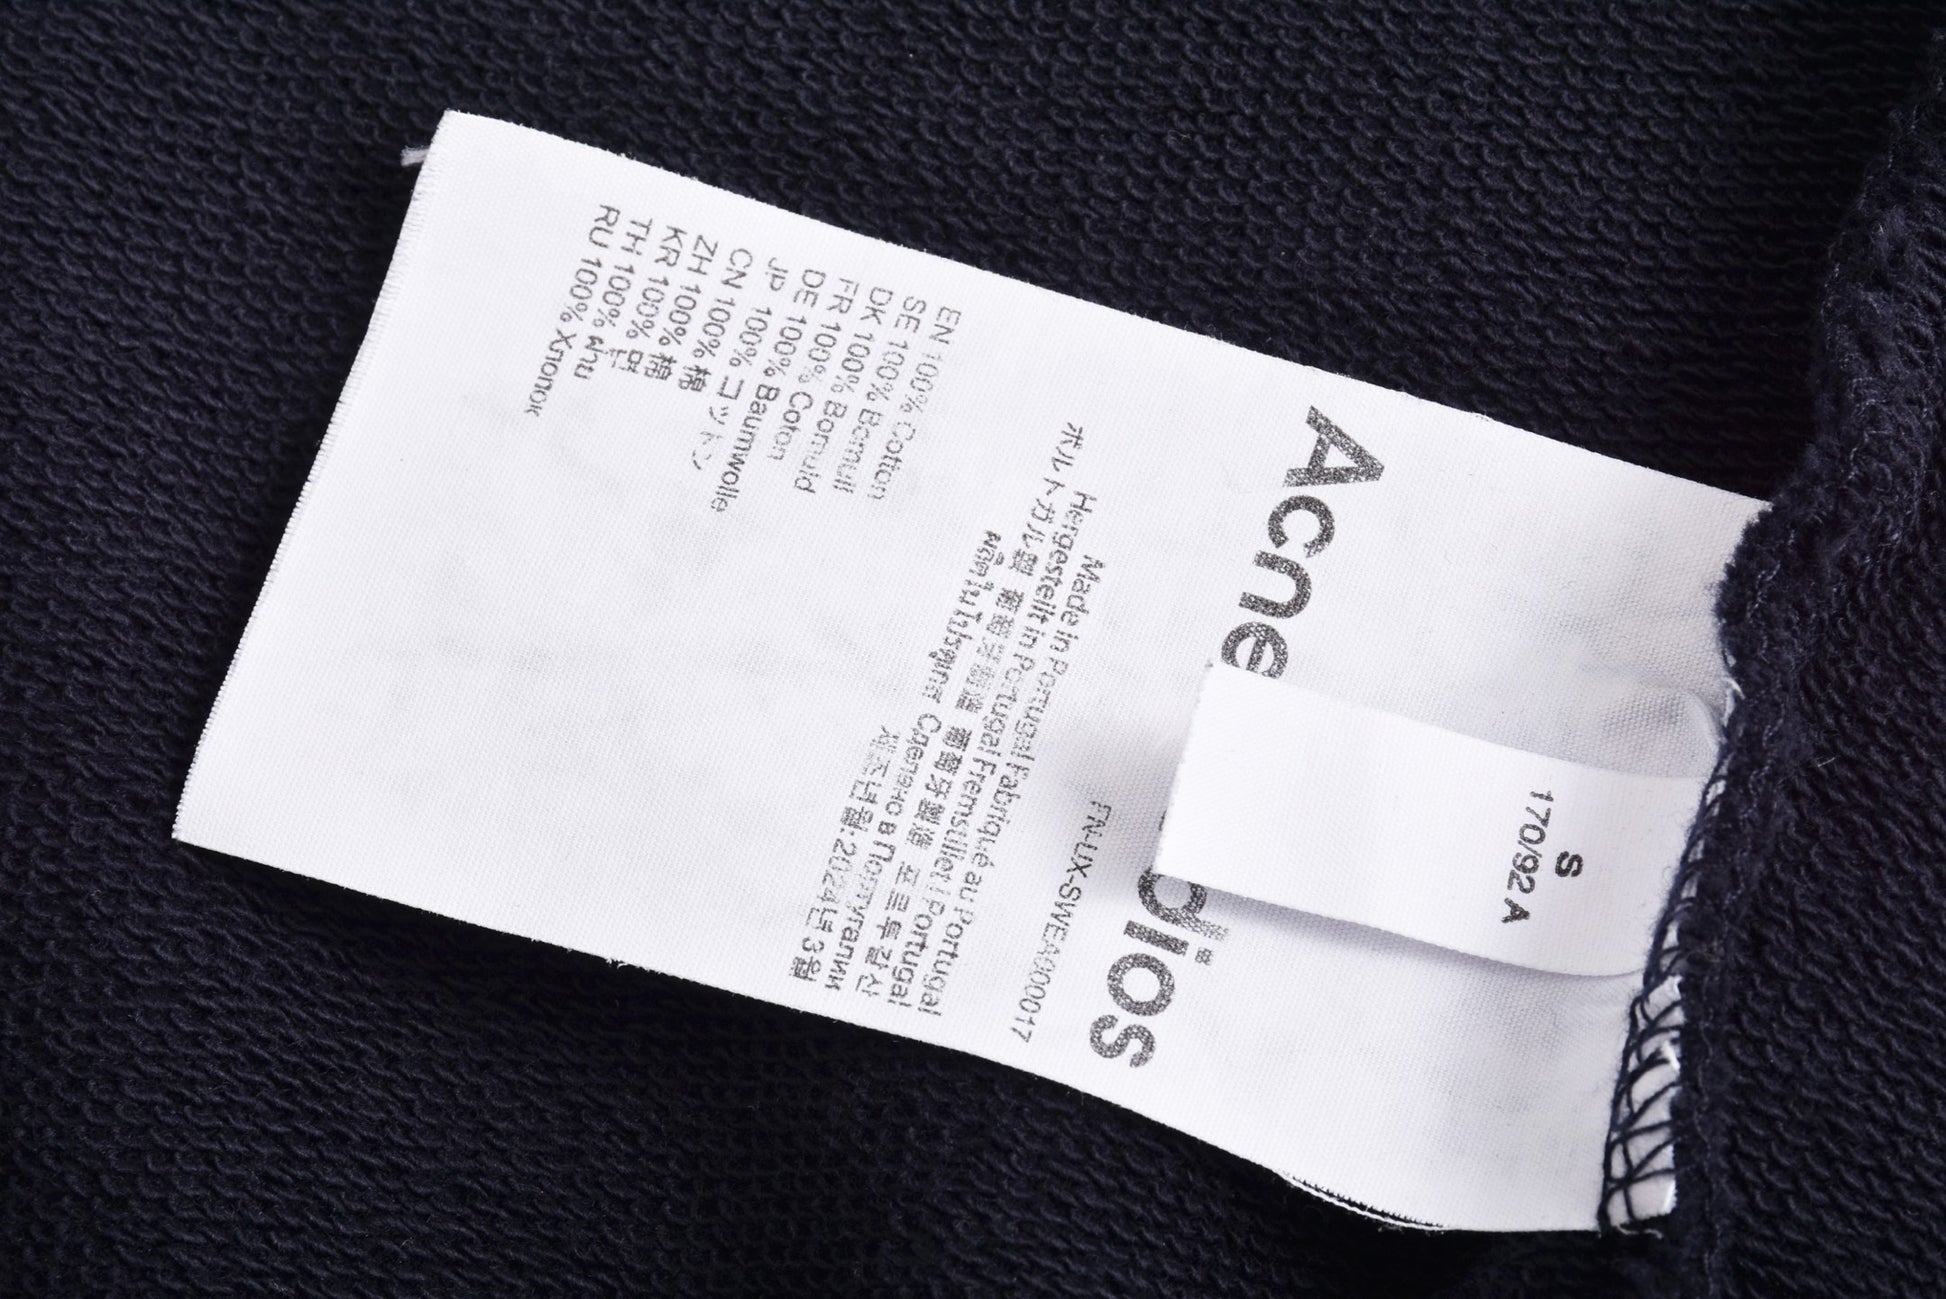 Acne
dios
S
170/92 A
FN-UX-SWEA000017
Made in Portugal Fabriqué au Portugal
Hergestellt in Portugal Fremstillet i Portugal
ポルトガル製 葡萄牙製造 葡萄牙製造 포르투갈산
ผลิตในโปรตุเกส Сделано в Португалии
제조년월:2024년 3월
EN 100% Cotton
SE 100% Bomull
DK 100% Bomuld
FR 100% Coton
DE 100% Baumwolle
JP 100% コットン
CN 100% 棉
ZH 100% 棉
KR 100% 면
TH 100% ผ้าย
RU 100% Хлопок